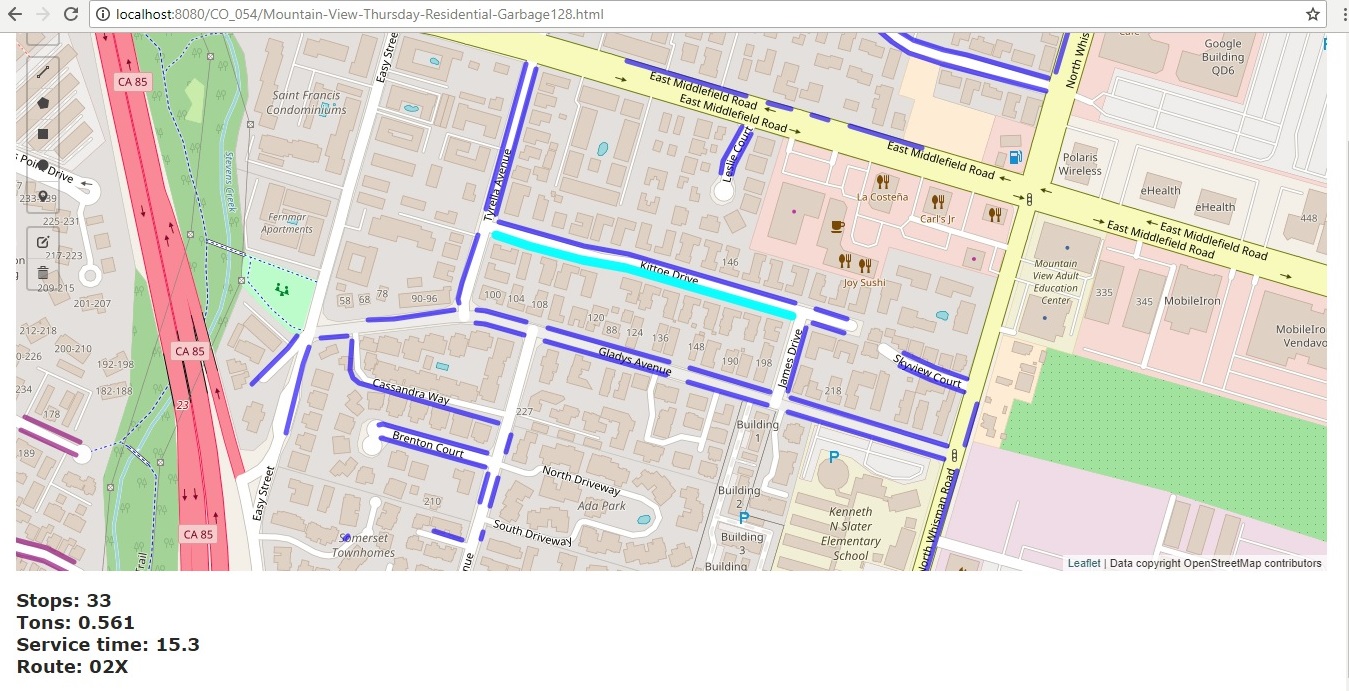 localhost:8080/CO_054/Mountain-View-Thursday-Residential-Garbage128.html
CA 85
Saint Francis
Condominiums
Easy Stree
East Middlefield Road
East Middlefield Road
Google
Building
QD6
North Whis
Stevens Creek
Tyrella Avenue
Leslie Court
East Middlefield Road
Polaris
Wireless
s Point Drive
233-239
225-231
217-223
209-215
201-207
Fernmar
Apartments
La Costeña
Carl's Jr
eHealth
eHealth
448
East Middlefield Road
East Middlefield Road
146
Kittoe Drive
Joy Sushi
Mountain
View Adult
Education
Center
335
345
MobileIron
MobileIro
Vendavo
58
68
78
90-96
100
104
108
120
88
124
136
148
190
198
212-218
200-210
192-198
182-188
0-226
234
178
189
CA 85
23
Gladys Avenue
James Drive
Skyview Court
218
Cassandra Way
227
Brenton Court
Building
1
North Driveway
Ada Park
210
South Driveway
Building
2
P
P
Building
3
Building
Kenneth
N Slater
Elementary
School
North Whisman Road
Easy Street
CA 85
Somerset
Townhomes
Trail
nue
Leaflet | Data copyright OpenStreetMap contributors
Stops: 33
Tons: 0.561
Service time: 15.3
Route: 02X